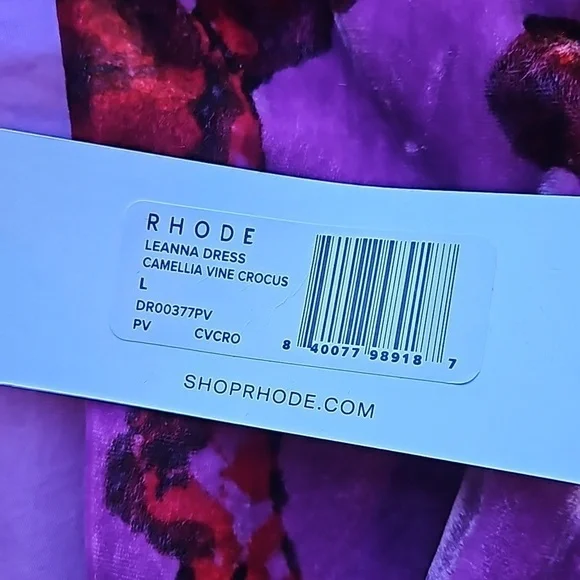 RHODE
LEANNA DRESS
CAMELLIA VINE CROCUS
L
DR00377PV
PV CVCRO
8 40077 98918 7
SHOPRHODE.COM